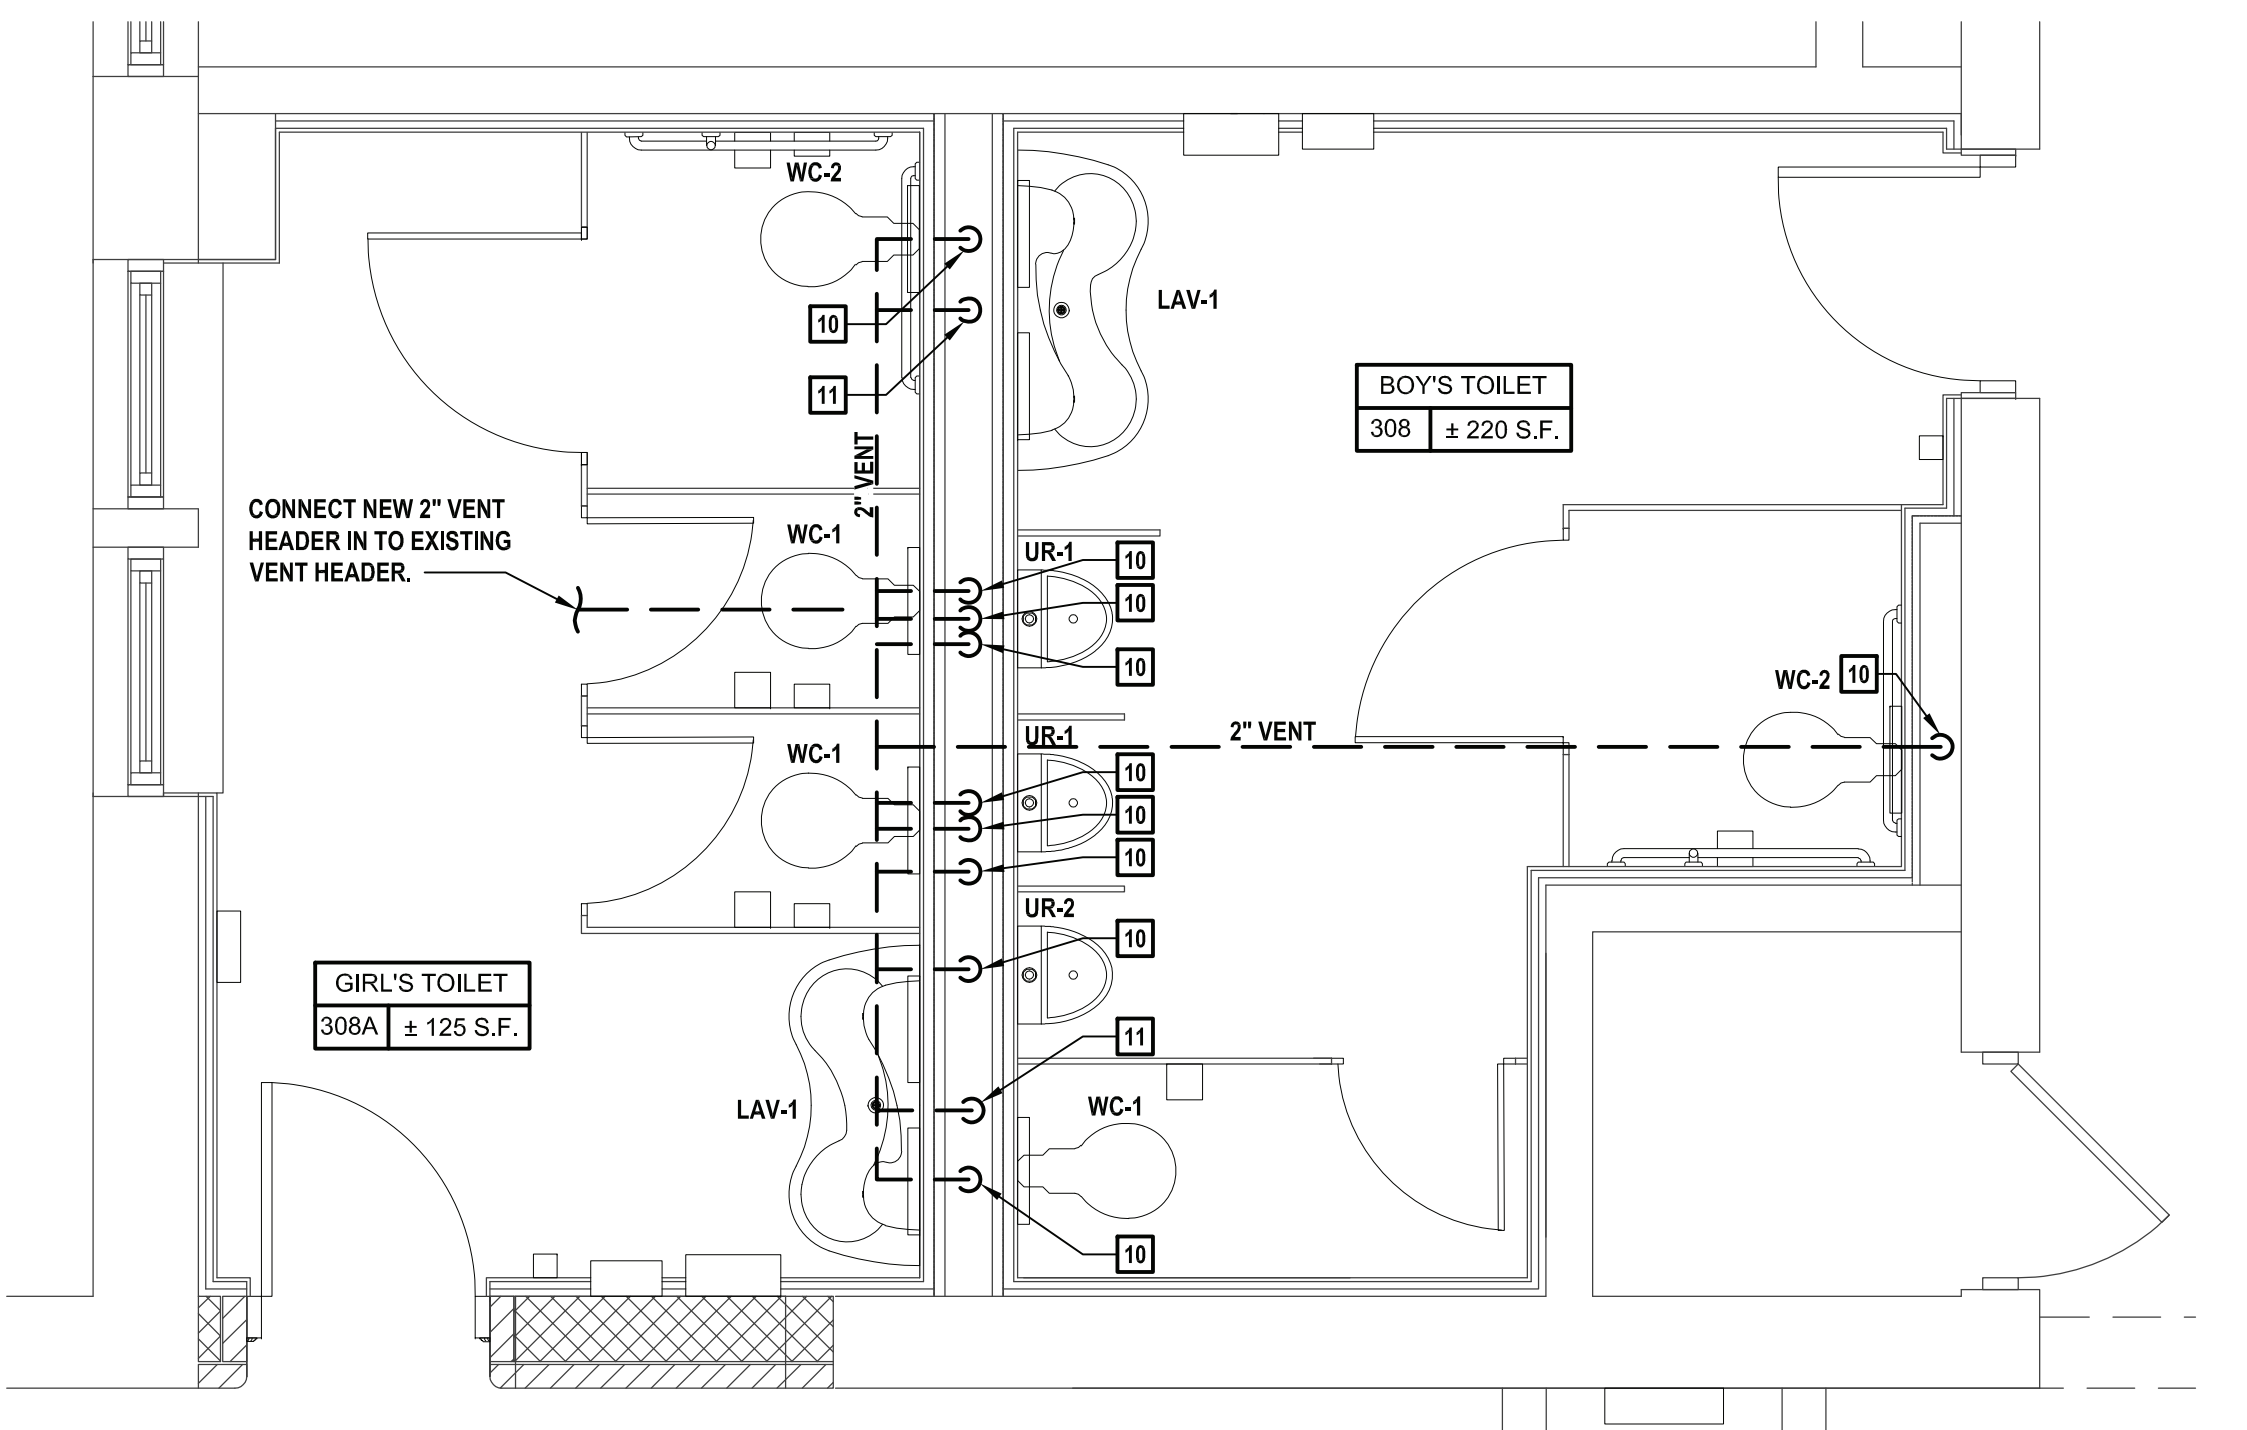 WC-2
10
11
LAV-1
BOY'S TOILET
308
± 220 S.F.
2" VENT
CONNECT NEW 2" VENT
HEADER IN TO EXISTING
VENT HEADER.
WC-1
UR-1
10
10
10
WC-2
10
2" VENT
WC-1
UR-1
10
10
10
UR-2
10
GIRL'S TOILET
308A
± 125 S.F.
11
LAV-1
WC-1
10